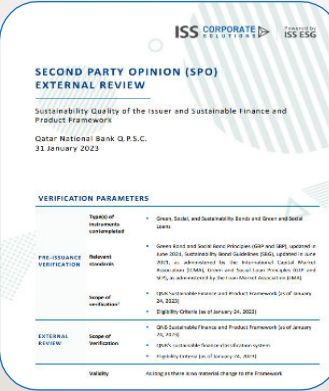 ISS CORPORATE SOLUTIONS
Powered by
ISS ESG
SECOND PARTY OPINION (SPO)
EXTERNAL REVIEW
Sustainability Quality of the Issuer and Sustainable Finance and
Product Framework
Qatar National Bank Q.P.S.C.
31 January 2023
VERIFICATION PARAMETERS
Type(s) of
instruments
contemplated
• Green, Social, and Sustainability Bonds and Green and Social
Loans
PRE-ISSUANCE
VERIFICATION
Relevant
standards
• Green Bond and Social Bond Principles (GBP and SBP), updated in
June 2021, Sustainability Bond Guidelines (SBG), updated in June
2021, as administered by the International Capital Market
Association (ICMA), Green and Social Loan Principles (GLP and
SLP), as administered by the Loan Market Association (LMA)
Scope of
verification¹
• QNB Sustainable Finance and Product Framework (as of January
24, 2023)
• Eligibility Criteria (as of January 24, 2023)
EXTERNAL
REVIEW
Scope of
Verification
• QNB Sustainable Finance and Product Framework (as of January
24, 2023)
• QNB's sustainable finance classification system
• Eligibility Criteria (as of January 24, 2023)
Validity
As long as there is no material change to the Framework